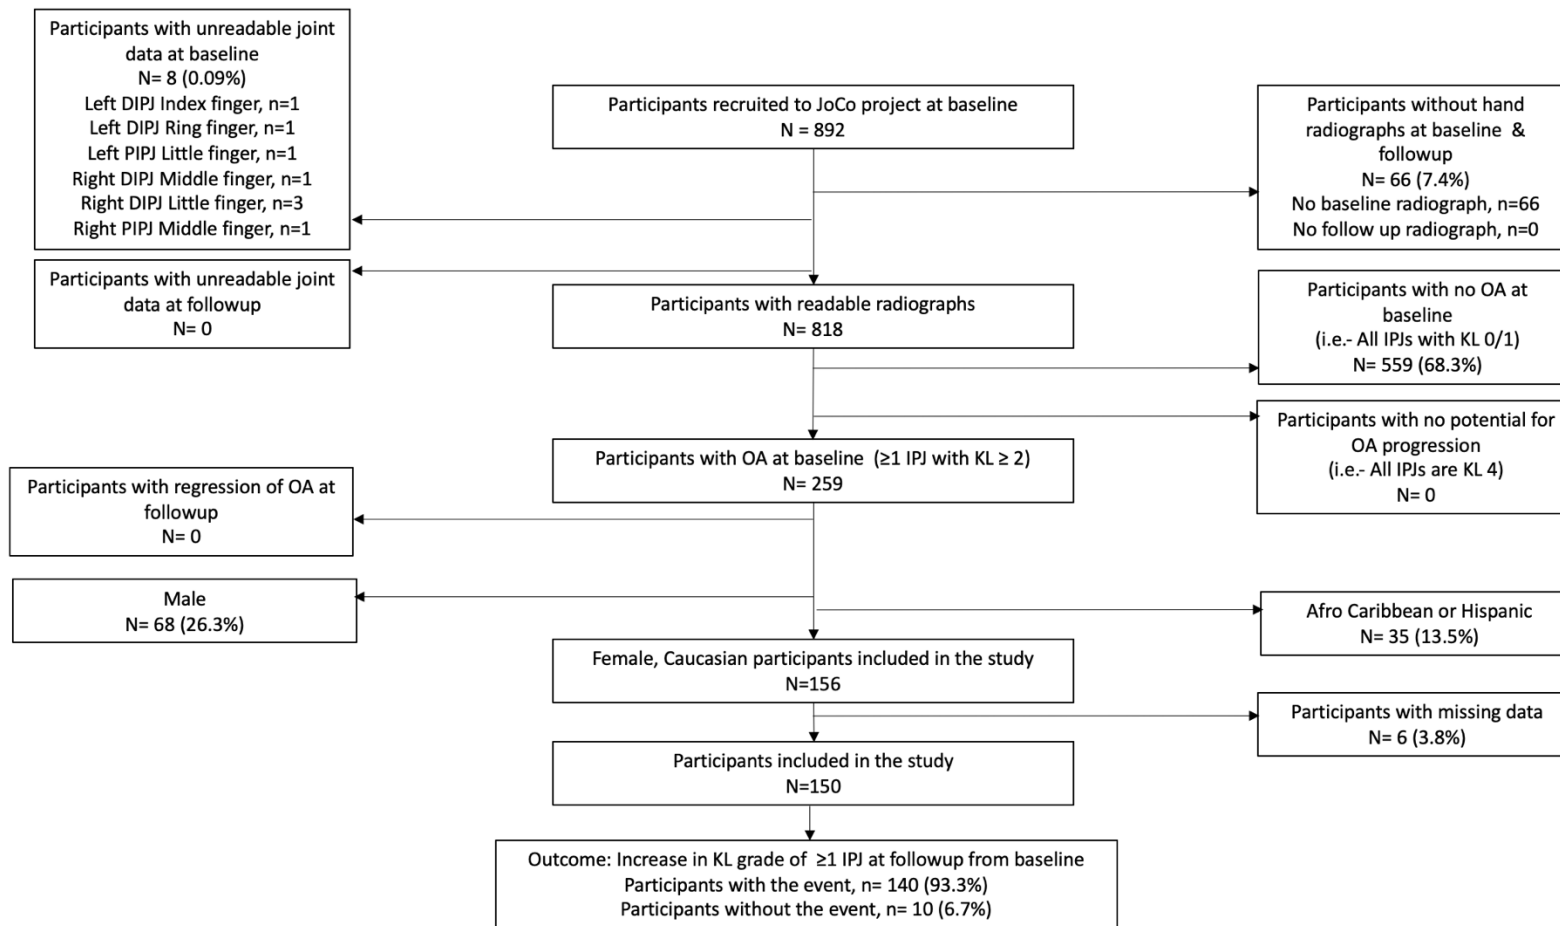 Participants with unreadable joint
data at baseline
N= 8 (0.09%)
Left DIPJ Index finger, n=1
Left DIPJ Ring finger, n=1
Left PIPJ Little finger, n=1
Right DIPJ Middle finger, n=1
Right DIPJ Little finger, n=3
Right PIPJ Middle finger, n=1
Participants recruited to JoCo project at baseline
N = 892
Participants without hand
radiographs at baseline &
followup
N= 66 (7.4%)
No baseline radiograph, n=66
No follow up radiograph, n=0
Participants with unreadable joint
data at followup
N= 0
Participants with readable radiographs
N= 818
Participants with no OA at
baseline
(i.e.- All IPJs with KL 0/1)
N= 559 (68.3%)
Participants with no potential for
OA progression
(i.e.- All IPJs are KL 4)
N= 0
Participants with OA at baseline (≥1 IPJ with KL ≥ 2)
N= 259
Participants with regression of OA at
followup
N= 0
Male
N= 68 (26.3%)
Afro Caribbean or Hispanic
N= 35 (13.5%)
Female, Caucasian participants included in the study
N=156
Participants with missing data
N= 6 (3.8%)
Participants included in the study
N=150
Outcome: Increase in KL grade of ≥1 IPJ at followup from baseline
Participants with the event, n= 140 (93.3%)
Participants without the event, n= 10 (6.7%)